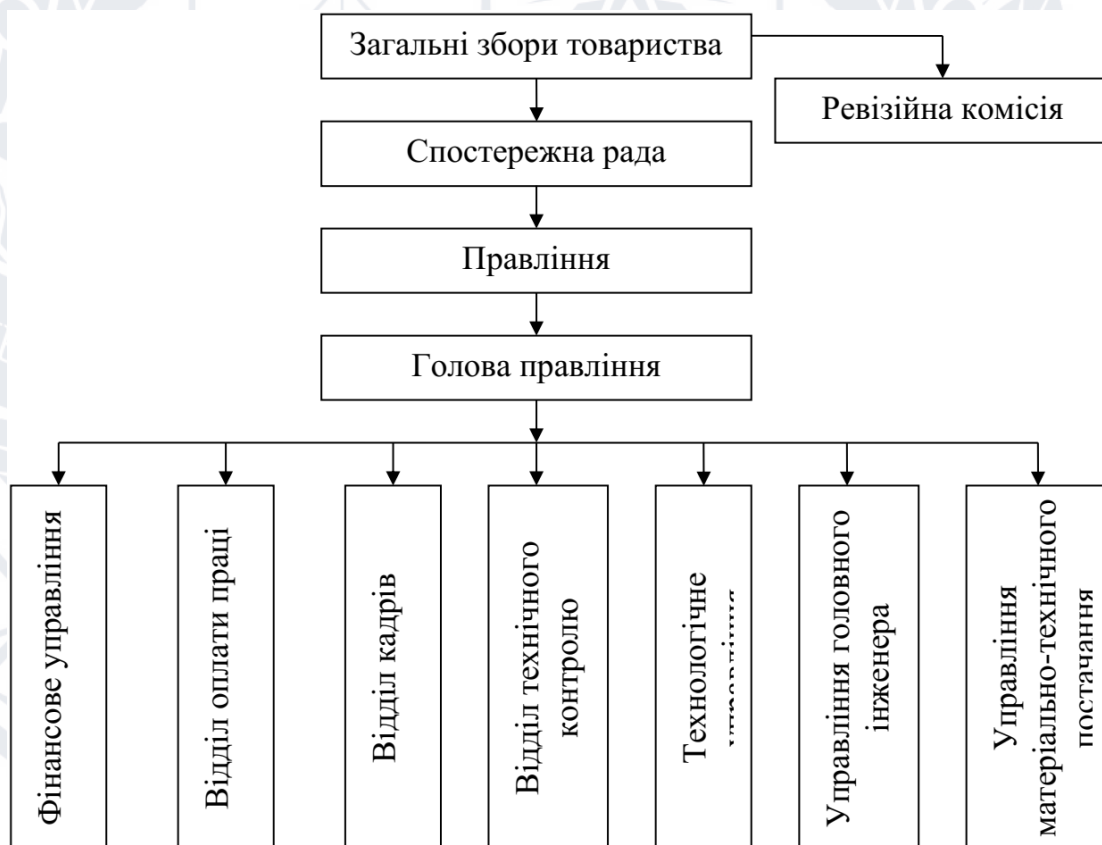 Загальні збори товариства
Ревізійна комісія
Спостережна рада
Правління
Голова правління
Фінансове управління
Відділ оплати праці
Відділ кадрів
Відділ технічного
контролю
Технологічне
управління
Управління головного
інженера
Управління
матеріально-технічного
постачання